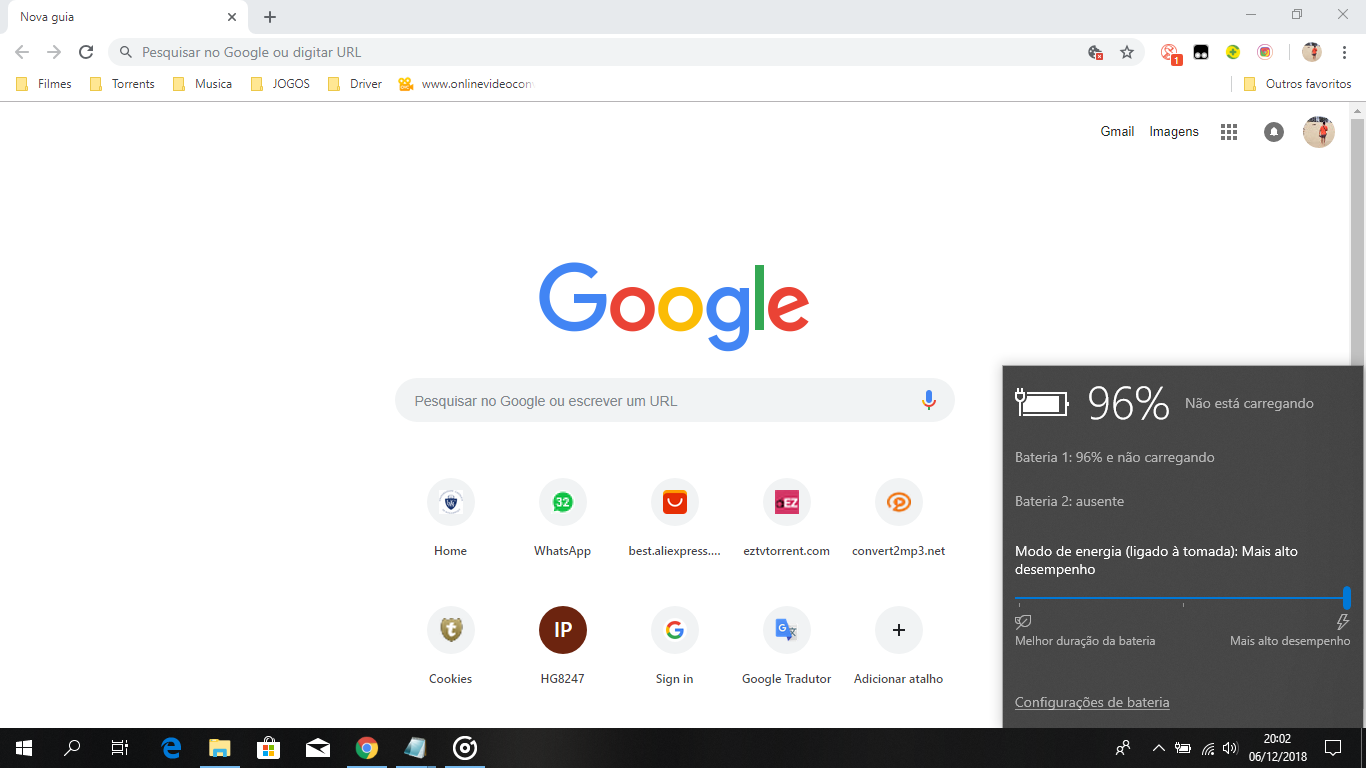 Nova guia
Pesquisar no Google ou digitar URL
1
Filmes
Torrents
Musica
JOGOS
Driver
www.onlinevideocon
Outros favoritos
Gmail
Imagens
Google
Pesquisar no Google ou escrever um URL
32
EZ
Home
WhatsApp
best.aliexpress....
eztvtorrent.com
convert2mp3.net
t
IP
G
G
Cookies
HG8247
Sign in
Google Tradutor
Adicionar atalho
96%
Não está carregando
Bateria 1: 96% e não carregando
Bateria 2: ausente
Modo de energia (ligado à tomada): Mais alto
desempenho
Melhor duração da bateria
Mais alto desempenho
Configurações de bateria
20:02
06/12/2018